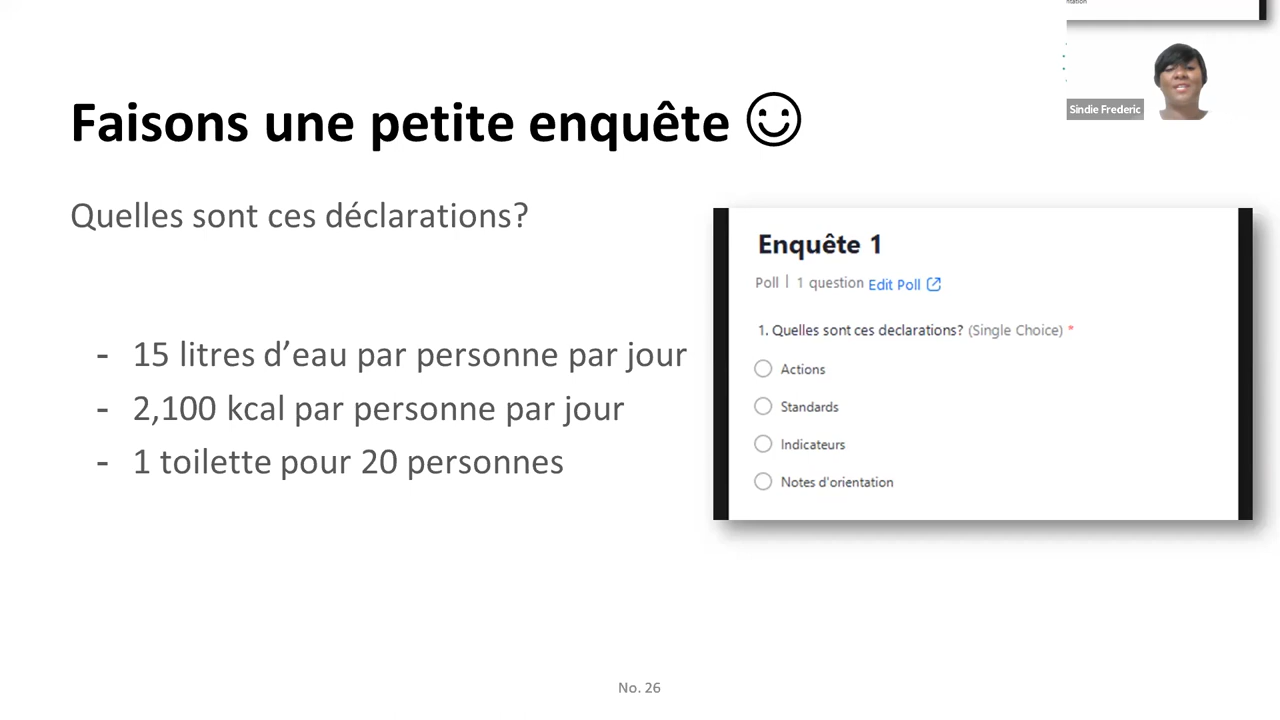 ntation
Sindie Frederic
Faisons une petite enquête
Quelles sont ces déclarations?
- 15 litres d’eau par personne par jour
- 2,100 kcal par personne par jour
- 1 toilette pour 20 personnes
Enquête 1
Poll | 1 question Edit Poll
1. Quelles sont ces declarations? (Single Choice) *
Actions
Standards
Indicateurs
Notes d'orientation
No. 26